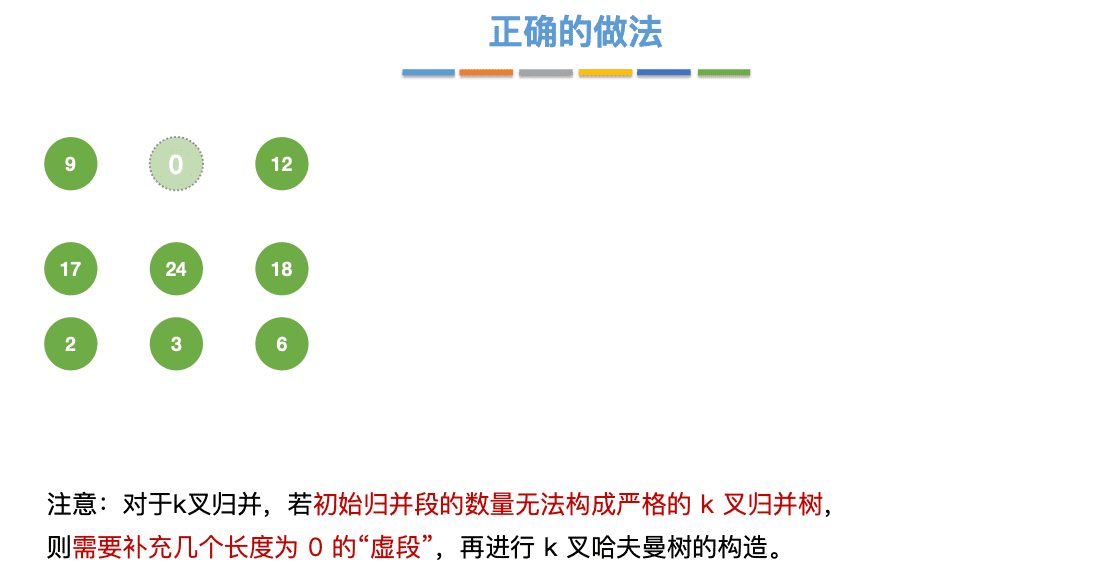 正确的做法
9 0 12
17 24 18
2 3 6
注意：对于k叉归并，若初始归并段的数量无法构成严格的 k 叉归并树，
则需要补充几个长度为 0 的“虚段”，再进行 k 叉哈夫曼树的构造。